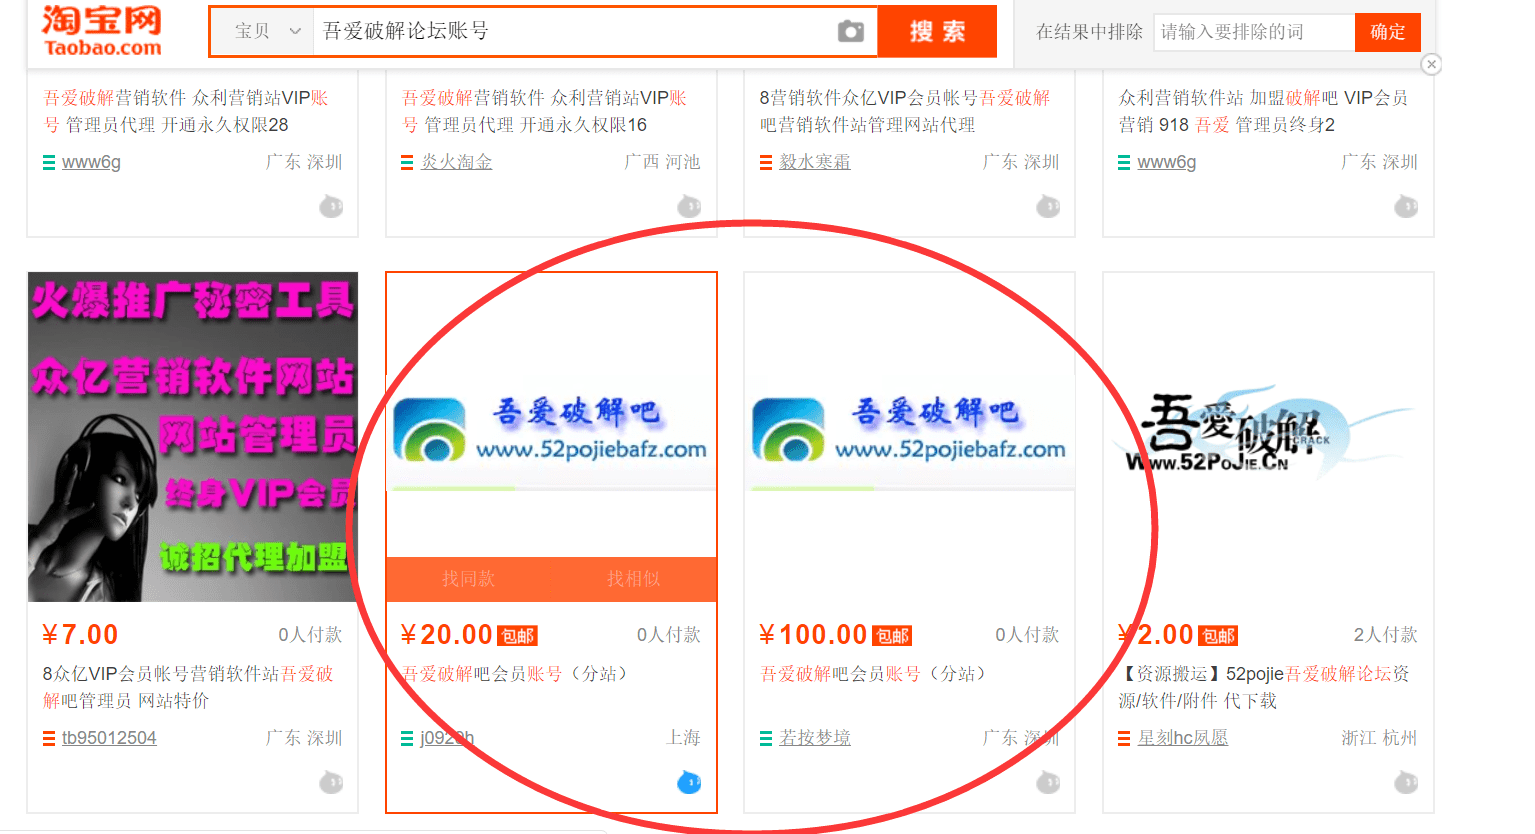 淘宝网
Taobao.com
宝贝
吾爱破解论坛账号
搜 索
在结果中排除
请输入要排除的词
确定
吾爱破解营销软件 众利营销站VIP账
号 管理员代理 开通永久权限28
www6g
广东 深圳
吾爱破解营销软件 众利营销站VIP账
号 管理员代理 开通永久权限16
炎火淘金
广西 河池
8营销软件众亿VIP会员帐号吾爱破解
吧营销软件站管理网站代理
毅水寒霜
广东 深圳
众利营销软件站 加盟破解吧 VIP会员
营销 918 吾爱 管理员终身2
www6g
广东 深圳
火爆推广秘密工具
众亿营销软件网站
网站管理员
终身VIP会员
诚招代理加盟
¥7.00
0人付款
8众亿VIP会员帐号营销软件站吾爱破
解吧管理员 网站特价
tb95012504
广东 深圳
吾爱破解吧
www.52pojiebafz.com
找同款
找相似
¥20.00
包邮
0人付款
吾爱破解吧会员账号（分站）
j0920h
上海
吾爱破解吧
www.52pojiebafz.com
¥100.00
包邮
0人付款
吾爱破解吧会员账号（分站）
若按梦境
广东 深圳
吾愛破解
CRACK
WWW.52POJIE.CN
¥2.00
包邮
2人付款
【资源搬运】52pojie吾爱破解论坛资
源/软件/附件 代下载
星刻hc夙愿
浙江 杭州